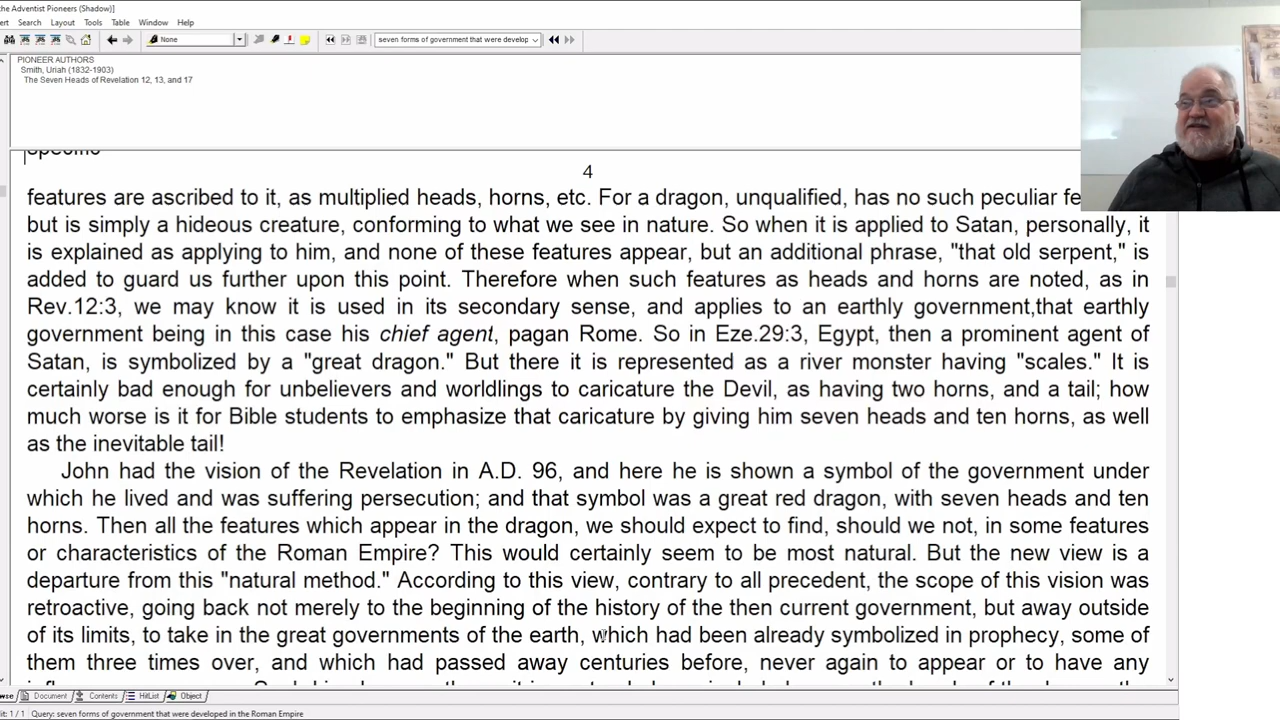 the Adventist Pioneers (Shadow)]
ert Search Layout Tools Table Window Help
None
seven forms of government that were develop
PIONEER AUTHORS
Smith, Uriah (1832-1903)
The Seven Heads of Revelation 12, 13, and 17
4
features are ascribed to it, as multiplied heads, horns, etc. For a dragon, unqualified, has no such peculiar fe
but is simply a hideous creature, conforming to what we see in nature. So when it is applied to Satan, personally, it
is explained as applying to him, and none of these features appear, but an additional phrase, "that old serpent," is
added to guard us further upon this point. Therefore when such features as heads and horns are noted, as in
Rev.12:3, we may know it is used in its secondary sense, and applies to an earthly government,that earthly
government being in this case his chief agent, pagan Rome. So in Eze.29:3, Egypt, then a prominent agent of
Satan, is symbolized by a "great dragon." But there it is represented as a river monster having "scales." It is
certainly bad enough for unbelievers and worldlings to caricature the Devil, as having two horns, and a tail; how
much worse is it for Bible students to emphasize that caricature by giving him seven heads and ten horns, as well
as the inevitable tail!
John had the vision of the Revelation in A.D. 96, and here he is shown a symbol of the government under
which he lived and was suffering persecution; and that symbol was a great red dragon, with seven heads and ten
horns. Then all the features which appear in the dragon, we should expect to find, should we not, in some features
or characteristics of the Roman Empire? This would certainly seem to be most natural. But the new view is a
departure from this "natural method." According to this view, contrary to all precedent, the scope of this vision was
retroactive, going back not merely to the beginning of the history of the then current government, but away outside
of its limits, to take in the great governments of the earth, which had been already symbolized in prophecy, some of
them three times over, and which had passed away centuries before, never again to appear or to have any
wse Document Contents HitList Object
dit: 1 / 1 Query: seven forms of government that were developed in the Roman Empire